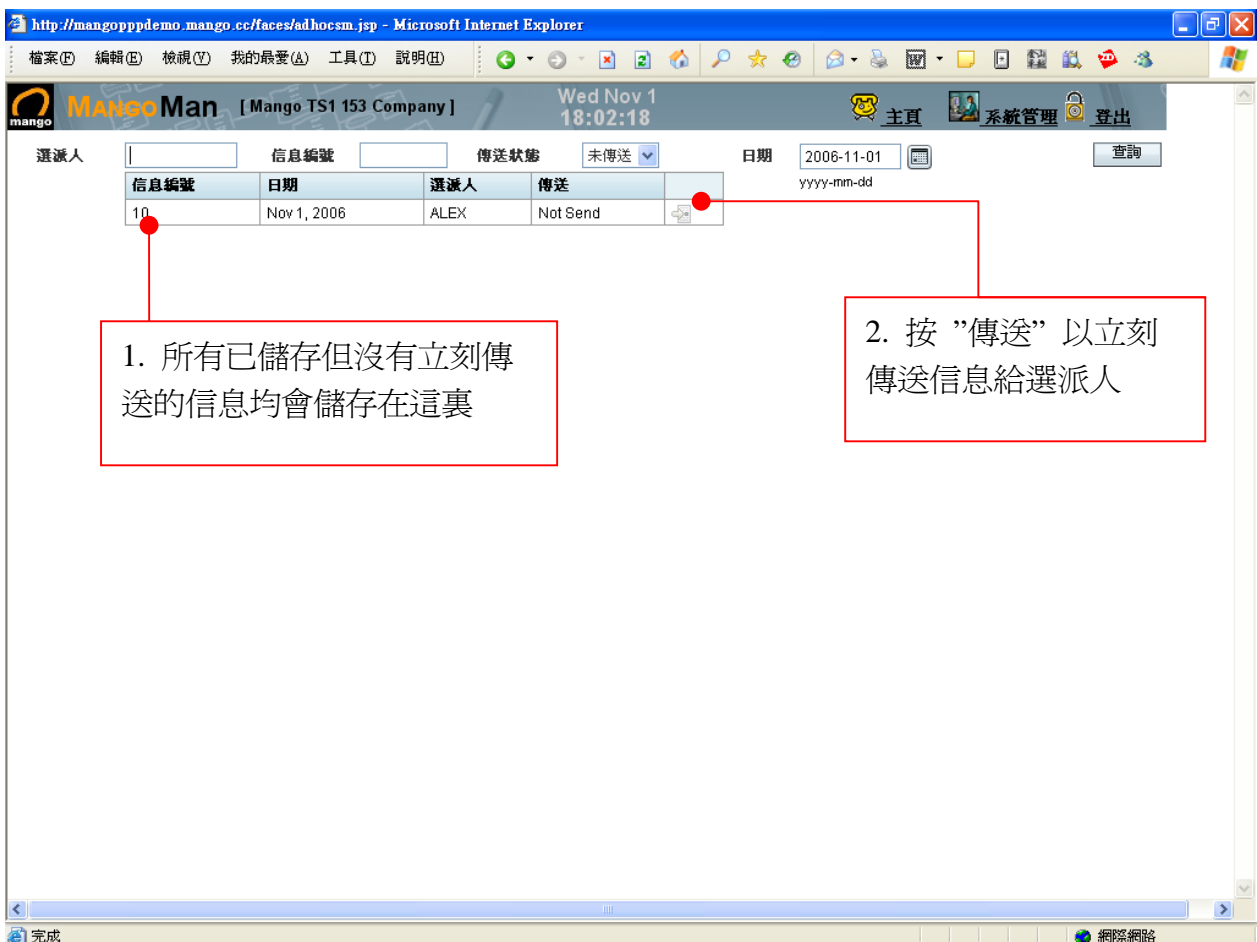 http://mangopppdemo.mango.cc/faces/adhocsm.jsp - Microsoft Internet Explorer
檔案(F) 編輯(E) 檢視(V) 我的最愛(A) 工具(T) 說明(H)
mango MANGO Man [ Mango TS1 153 Company ] Wed Nov 1 主頁 系統管理 登出
18:02:18
選派人 信息編號 傳送狀態 未傳送 日期 2006-11-01 查詢
yyyy-mm-dd
信息編號 日期 選派人 傳送
10 Nov 1, 2006 ALEX Not Send
1. 所有已儲存但沒有立刻傳
送的信息均會儲存在這裏
2. 按 ”傳送” 以立刻
傳送信息給選派人
完成 網際網路